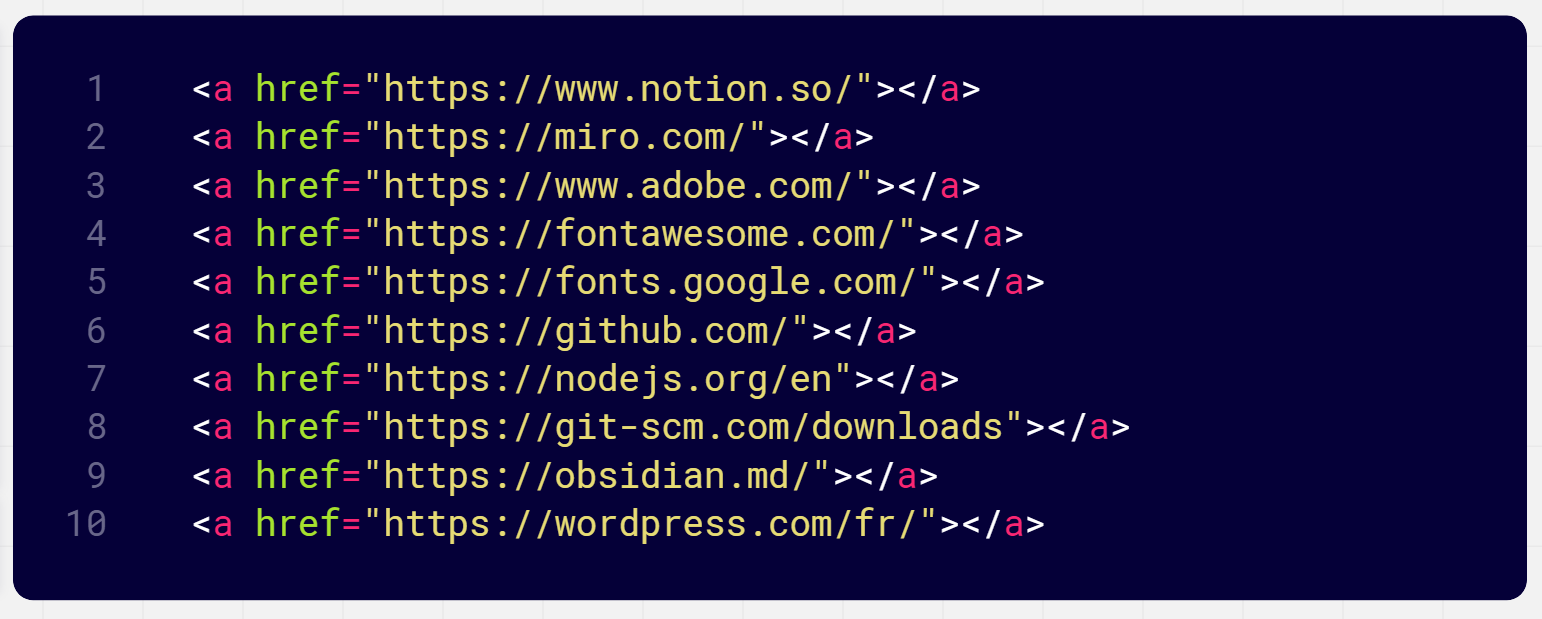 1 <a href="https://www.notion.so/"></a>
2 <a href="https://miro.com/"></a>
3 <a href="https://www.adobe.com/"></a>
4 <a href="https://fontawesome.com/"></a>
5 <a href="https://fonts.google.com/"></a>
6 <a href="https://github.com/"></a>
7 <a href="https://nodejs.org/en"></a>
8 <a href="https://git-scm.com/downloads"></a>
9 <a href="https://obsidian.md/"></a>
10 <a href="https://wordpress.com/fr/"></a>